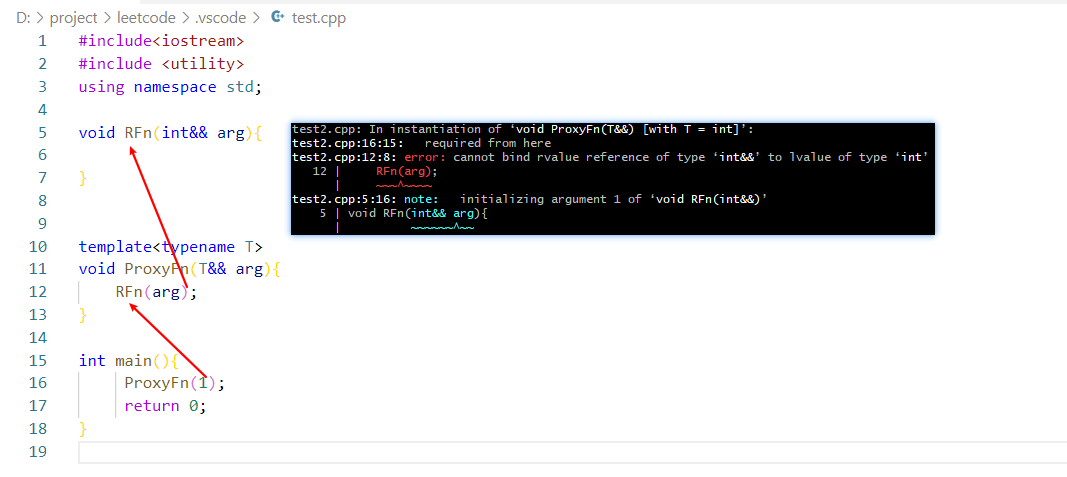 D: > project > leetcode > .vscode > test.cpp
1 #include<iostream>
2 #include <utility>
3 using namespace std;
4
5 void RFn(int&& arg){
6
7 }
8
9
10 template<typename T>
11 void ProxyFn(T&& arg){
12 RFn(arg);
13 }
14
15 int main(){
16 ProxyFn(1);
17 return 0;
18 }
19
test2.cpp: In instantiation of ‘void ProxyFn(T&&) [with T = int]’:
test2.cpp:16:15:   required from here
test2.cpp:12:8: error: cannot bind rvalue reference of type ‘int&&’ to lvalue of type ‘int’
12 |     RFn(arg);
|     ~~~^~~~~
test2.cpp:5:16: note:   initializing argument 1 of ‘void RFn(int&&)’
5 | void RFn(int&& arg){
|          ~~~~~~^~~